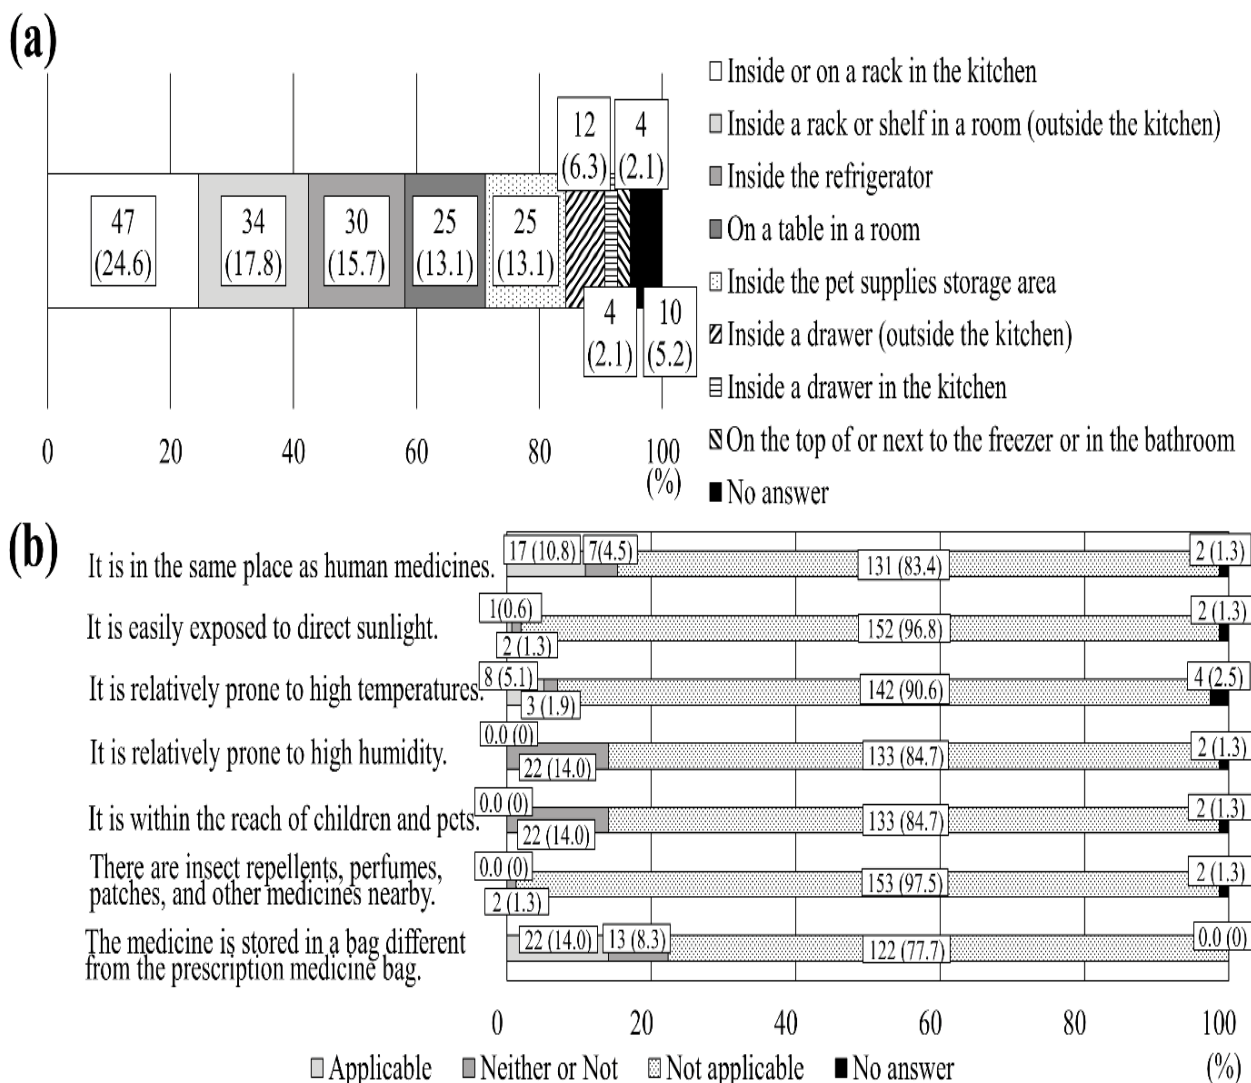 (a)
Inside or on a rack in the kitchen
Inside a rack or shelf in a room (outside the kitchen)
Inside the refrigerator
On a table in a room
Inside the pet supplies storage area
Inside a drawer (outside the kitchen)
Inside a drawer in the kitchen
On the top of or next to the freezer or in the bathroom
No answer
12
(6.3)
4
(2.1)
47
(24.6)
34
(17.8)
30
(15.7)
25
(13.1)
25
(13.1)
4
(2.1)
10
(5.2)
0 20 40 60 80 100
(%)
(b)
It is in the same place as human medicines.
17 (10.8) 7(4.5) 131 (83.4) 2 (1.3)
It is easily exposed to direct sunlight.
1(0.6) 2 (1.3) 152 (96.8) 2 (1.3)
It is relatively prone to high temperatures.
8 (5.1) 3 (1.9) 142 (90.6) 4 (2.5)
It is relatively prone to high humidity.
0.0 (0) 22 (14.0) 133 (84.7) 2 (1.3)
It is within the reach of children and pets.
0.0 (0) 22 (14.0) 133 (84.7) 2 (1.3)
There are insect repellents, perfumes,
patches, and other medicines nearby.
0.0 (0) 2 (1.3) 153 (97.5) 2 (1.3)
The medicine is stored in a bag different
from the prescription medicine bag.
22 (14.0) 13 (8.3) 122 (77.7) 0.0 (0)
0 20 40 60 80 100
Applicable Neither or Not Not applicable No answer (%)